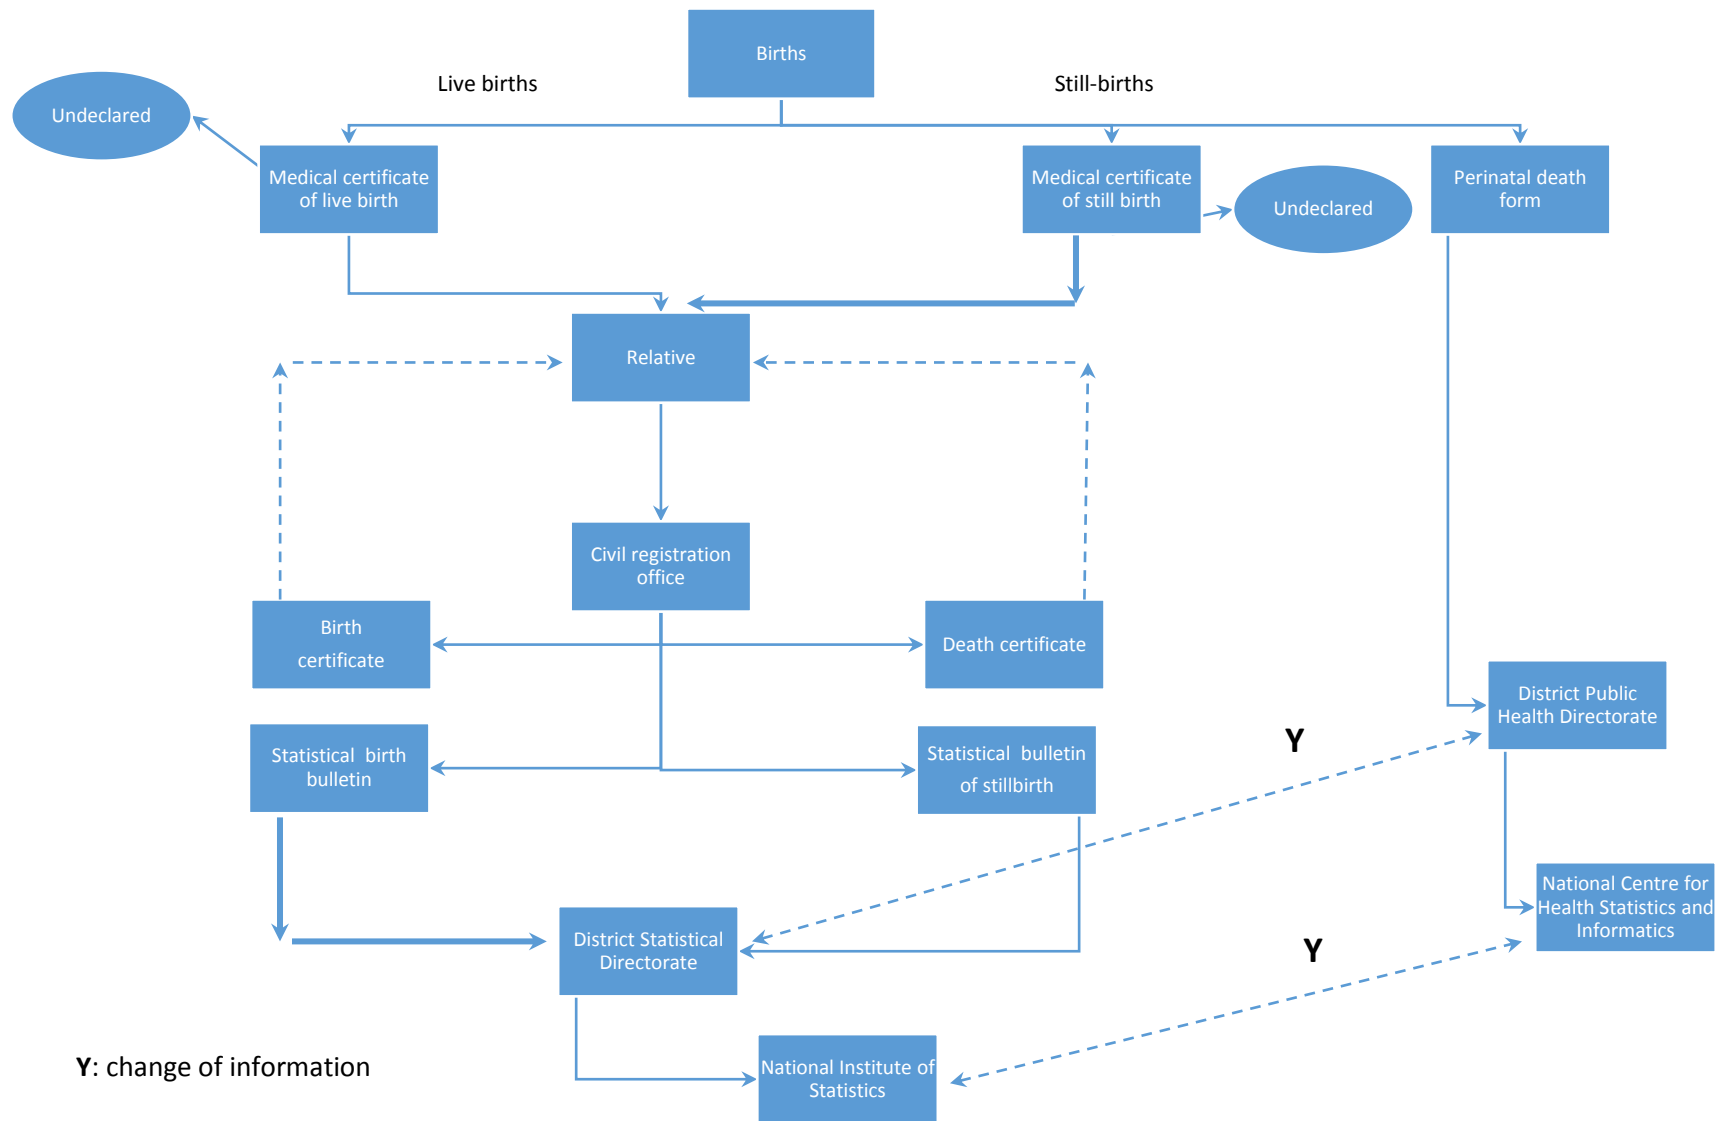 Births
Live births
Still-births
Undeclared
Medical certificate
of live birth
Medical certificate
of still birth
Undeclared
Perinatal death
form
Relative
Civil registration
office
Birth
certificate
Death certificate
District Public
Health Directorate
Statistical birth
bulletin
Statistical bulletin
of stillbirth
Y
National Centre for
Health Statistics and
Informatics
District Statistical
Directorate
Y
National Institute of
Statistics
Y: change of information